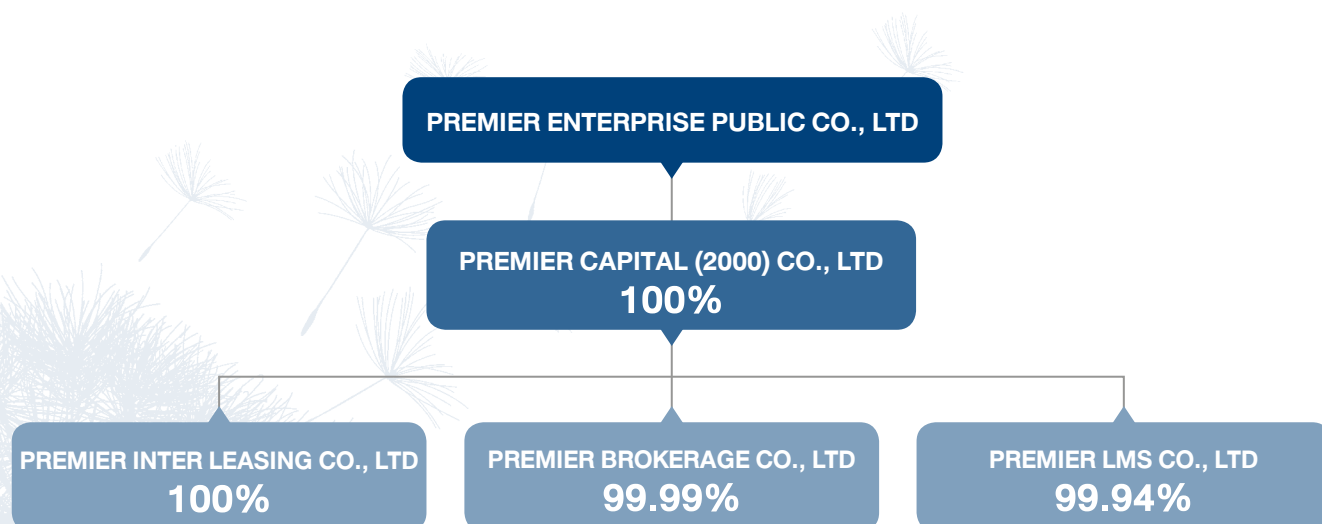 PREMIER ENTERPRISE PUBLIC CO., LTD
PREMIER CAPITAL (2000) CO., LTD
100%
PREMIER INTER LEASING CO., LTD
100%
PREMIER BROKERAGE CO., LTD
99.99%
PREMIER LMS CO., LTD
99.94%